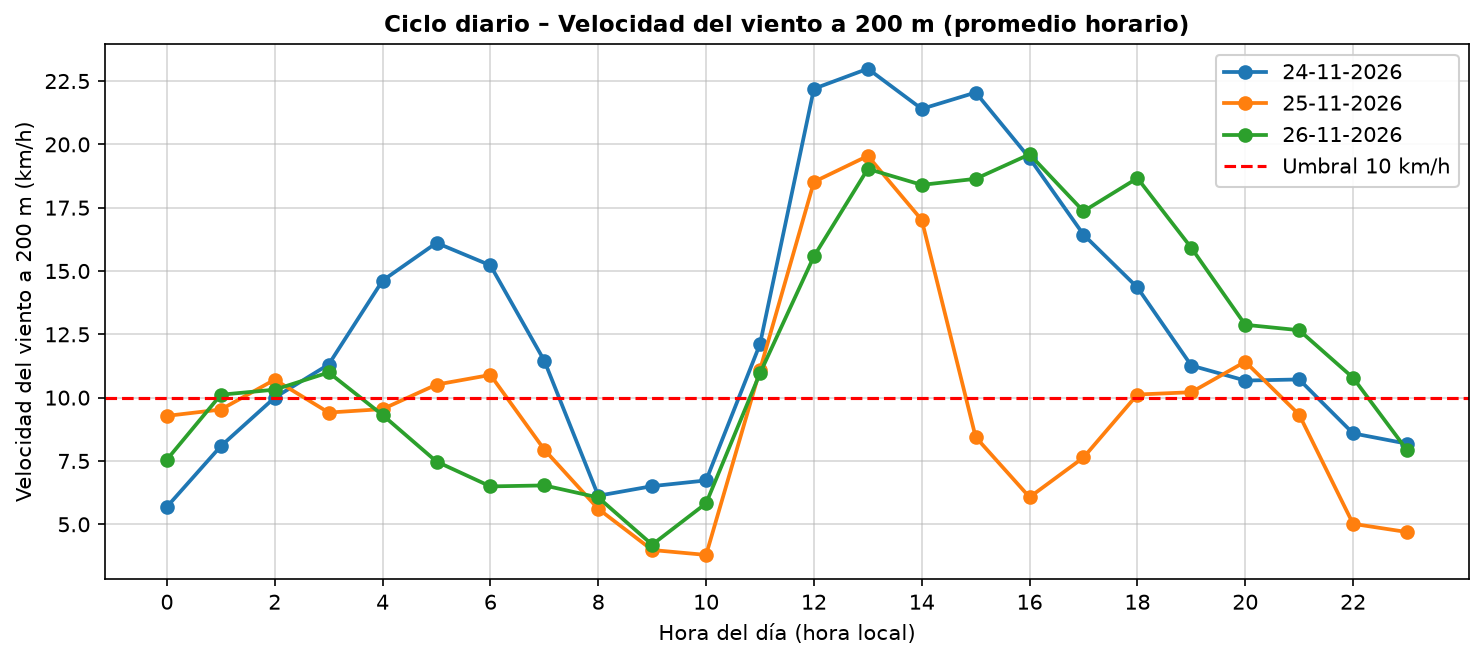 Ciclo diario – Velocidad del viento a 200 m (promedio horario)
Velocidad del viento a 200 m (km/h)
22.5
20.0
17.5
15.0
12.5
10.0
7.5
5.0
24-11-2026
25-11-2026
26-11-2026
Umbral 10 km/h
0 2 4 6 8 10 12 14 16 18 20 22
Hora del día (hora local)